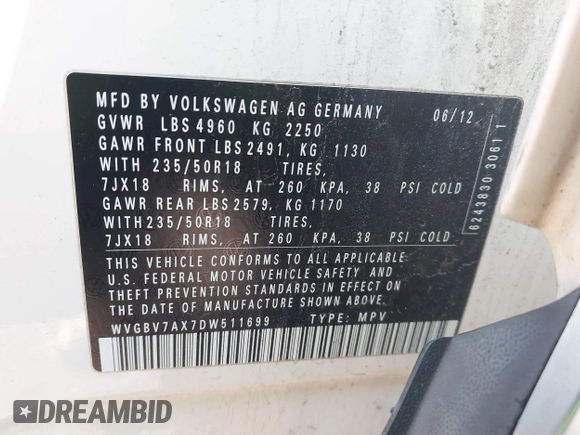 MFD BY VOLKSWAGEN AG GERMANY 06/12
GVWR LBS 4960 KG 2250
GAWR FRONT LBS 2491, KG 1130
WITH 235/50R18 TIRES,
7JX18 RIMS, AT 260 KPA, 38 PSI COLD
GAWR REAR LBS 2579, KG 1170
WITH 235/50R18 TIRES,
7JX18 RIMS, AT 260 KPA, 38 PSI COLD
THIS VEHICLE CONFORMS TO ALL APPLICABLE
U.S. FEDERAL MOTOR VEHICLE SAFETY AND
THEFT PREVENTION STANDARDS IN EFFECT ON
THE DATE OF MANUFACTURE SHOWN ABOVE.
WVGBV7AX7DW511699 TYPE: MPV
6243830 3061 1
DREAMBID